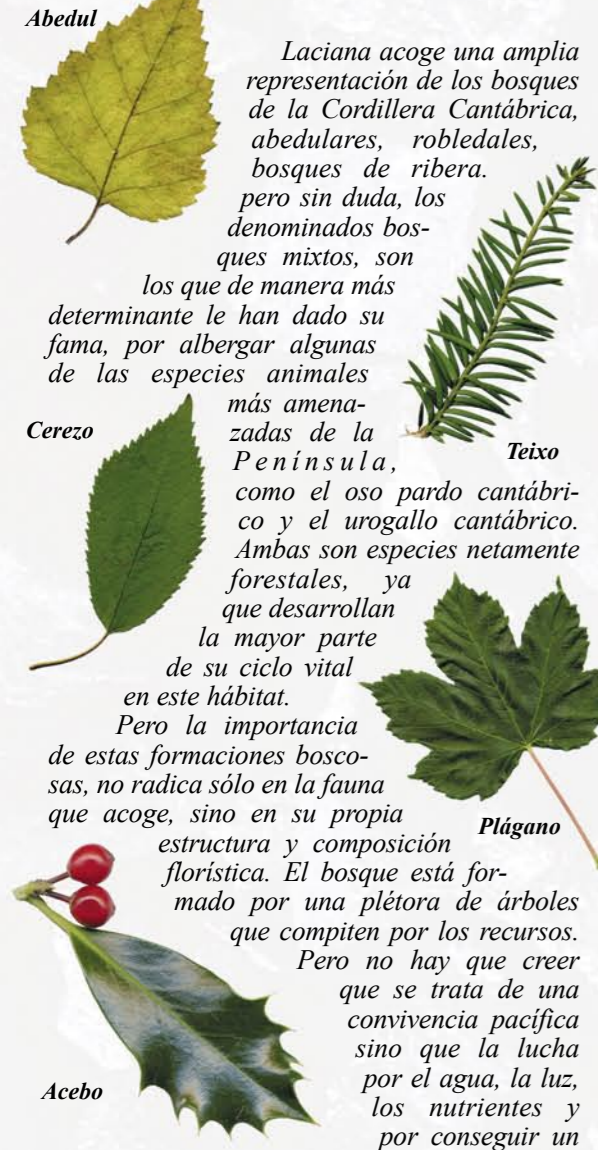 Abedul
Laciana acoge una amplia
representación de los bosques
de la Cordillera Cantábrica,
abedulares, robledales,
bosques de ribera.
pero sin duda, los
denominados bos-
ques mixtos, son
los que de manera más
determinante le han dado su
fama, por albergar algunas
de las especies animales
más amena-
zadas de la
Península,
como el oso pardo cantábri-
co y el urogallo cantábrico.
Ambas son especies netamente
forestales, ya
que desarrollan
la mayor parte
de su ciclo vital
en este hábitat.
Cerezo
Teixo
Pero la importancia
de estas formaciones bosco-
sas, no radica sólo en la fauna
que acoge, sino en su propia
estructura y composición
florística. El bosque está for-
mado por una plétora de árboles
que compiten por los recursos.
Pero no hay que creer
que se trata de una
convivencia pacífica
sino que la lucha
por el agua, la luz,
los nutrientes y
por conseguir un
Plágano
Acebo